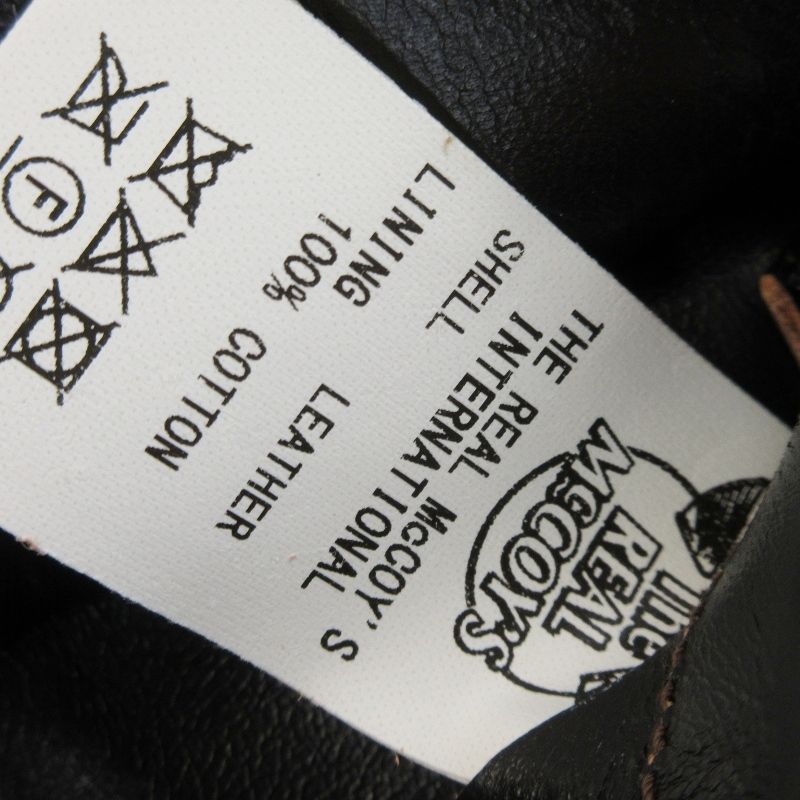 The
REAL
McCOY'S
THE REAL McCOY'S
INTERNATIONAL
SHELL LEATHER
LINING
100% COTTON
F